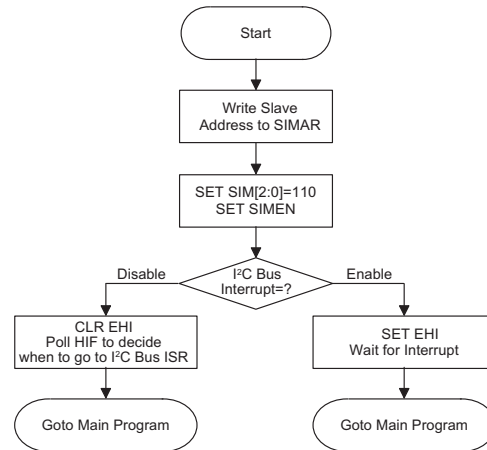 Start
Write Slave
Address to SIMAR
SET SIM[2:0]=110
SET SIMEN
I²C Bus
Interrupt=?
Disable
Enable
CLR EHI
Poll HIF to decide
when to go to I²C Bus ISR
SET EHI
Wait for Interrupt
Goto Main Program
Goto Main Program